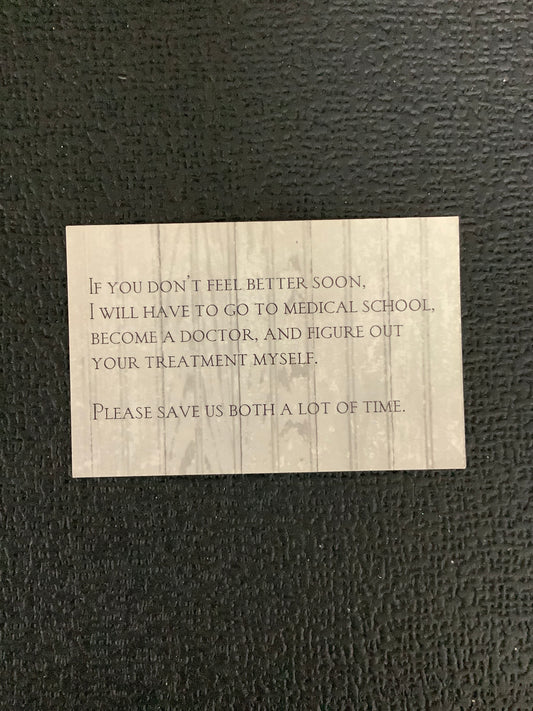 If you don't feel better soon,
I will have to go to medical school,
become a doctor, and figure out
your treatment myself.
Please save us both a lot of time.